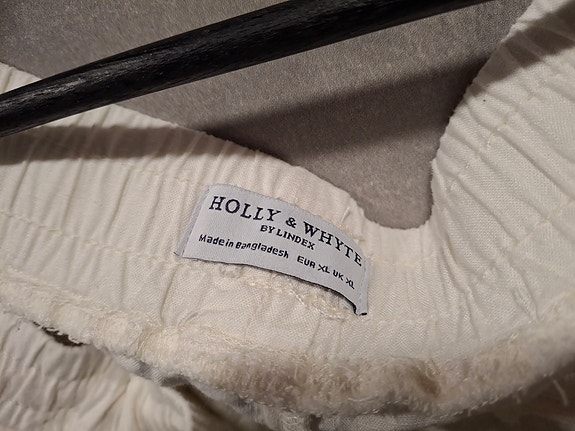 HOLLY & WHYTE
BY LINDEX
Made in Bangladesh EUR XL UK XL